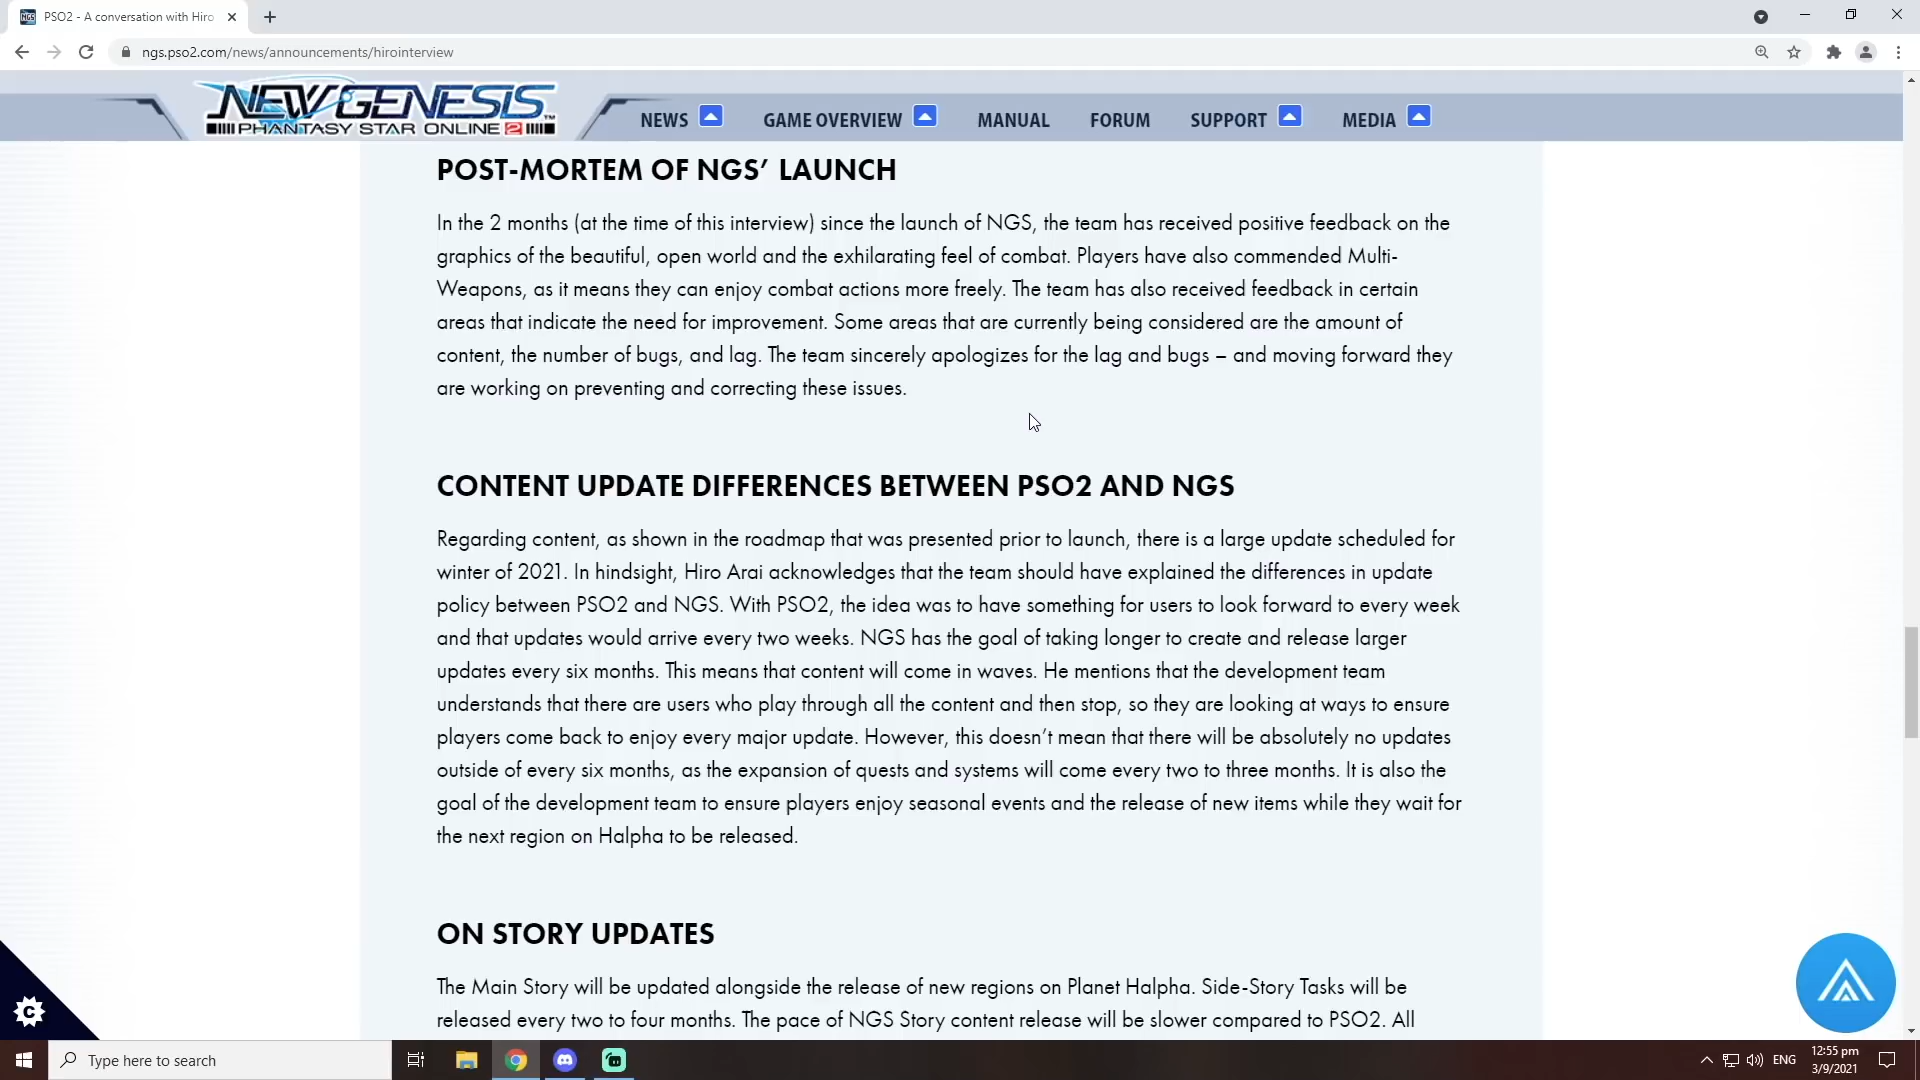 PSO2 - A conversation with Hiro
ngs.pso2.com/news/announcements/hirointerview
NEW GENESIS
PHANTASY STAR ONLINE 2
NEWS GAME OVERVIEW MANUAL FORUM SUPPORT MEDIA
POST-MORTEM OF NGS’ LAUNCH
In the 2 months (at the time of this interview) since the launch of NGS, the team has received positive feedback on the
graphics of the beautiful, open world and the exhilarating feel of combat. Players have also commended Multi-
Weapons, as it means they can enjoy combat actions more freely. The team has also received feedback in certain
areas that indicate the need for improvement. Some areas that are currently being considered are the amount of
content, the number of bugs, and lag. The team sincerely apologizes for the lag and bugs – and moving forward they
are working on preventing and correcting these issues.
CONTENT UPDATE DIFFERENCES BETWEEN PSO2 AND NGS
Regarding content, as shown in the roadmap that was presented prior to launch, there is a large update scheduled for
winter of 2021. In hindsight, Hiro Arai acknowledges that the team should have explained the differences in update
policy between PSO2 and NGS. With PSO2, the idea was to have something for users to look forward to every week
and that updates would arrive every two weeks. NGS has the goal of taking longer to create and release larger
updates every six months. This means that content will come in waves. He mentions that the development team
understands that there are users who play through all the content and then stop, so they are looking at ways to ensure
players come back to enjoy every major update. However, this doesn’t mean that there will be absolutely no updates
outside of every six months, as the expansion of quests and systems will come every two to three months. It is also the
goal of the development team to ensure players enjoy seasonal events and the release of new items while they wait for
the next region on Halpha to be released.
ON STORY UPDATES
The Main Story will be updated alongside the release of new regions on Planet Halpha. Side-Story Tasks will be
released every two to four months. The pace of NGS Story content release will be slower compared to PSO2. All
C
Type here to search
ENG
12:55 pm
3/9/2021